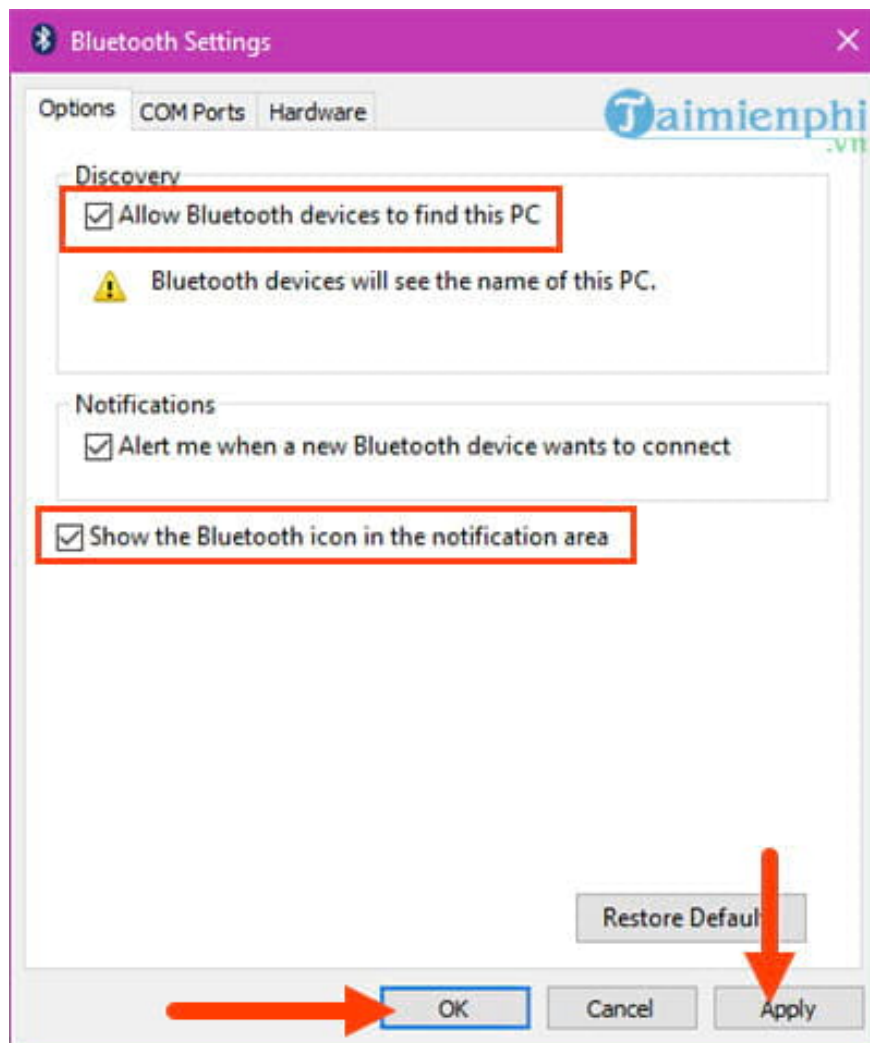 Bluetooth Settings
Options COM Ports Hardware
Taimienphi
.vn
Discovery
Allow Bluetooth devices to find this PC
Bluetooth devices will see the name of this PC.
Notifications
Alert me when a new Bluetooth device wants to connect
Show the Bluetooth icon in the notification area
Restore Defaul
OK Cancel Apply